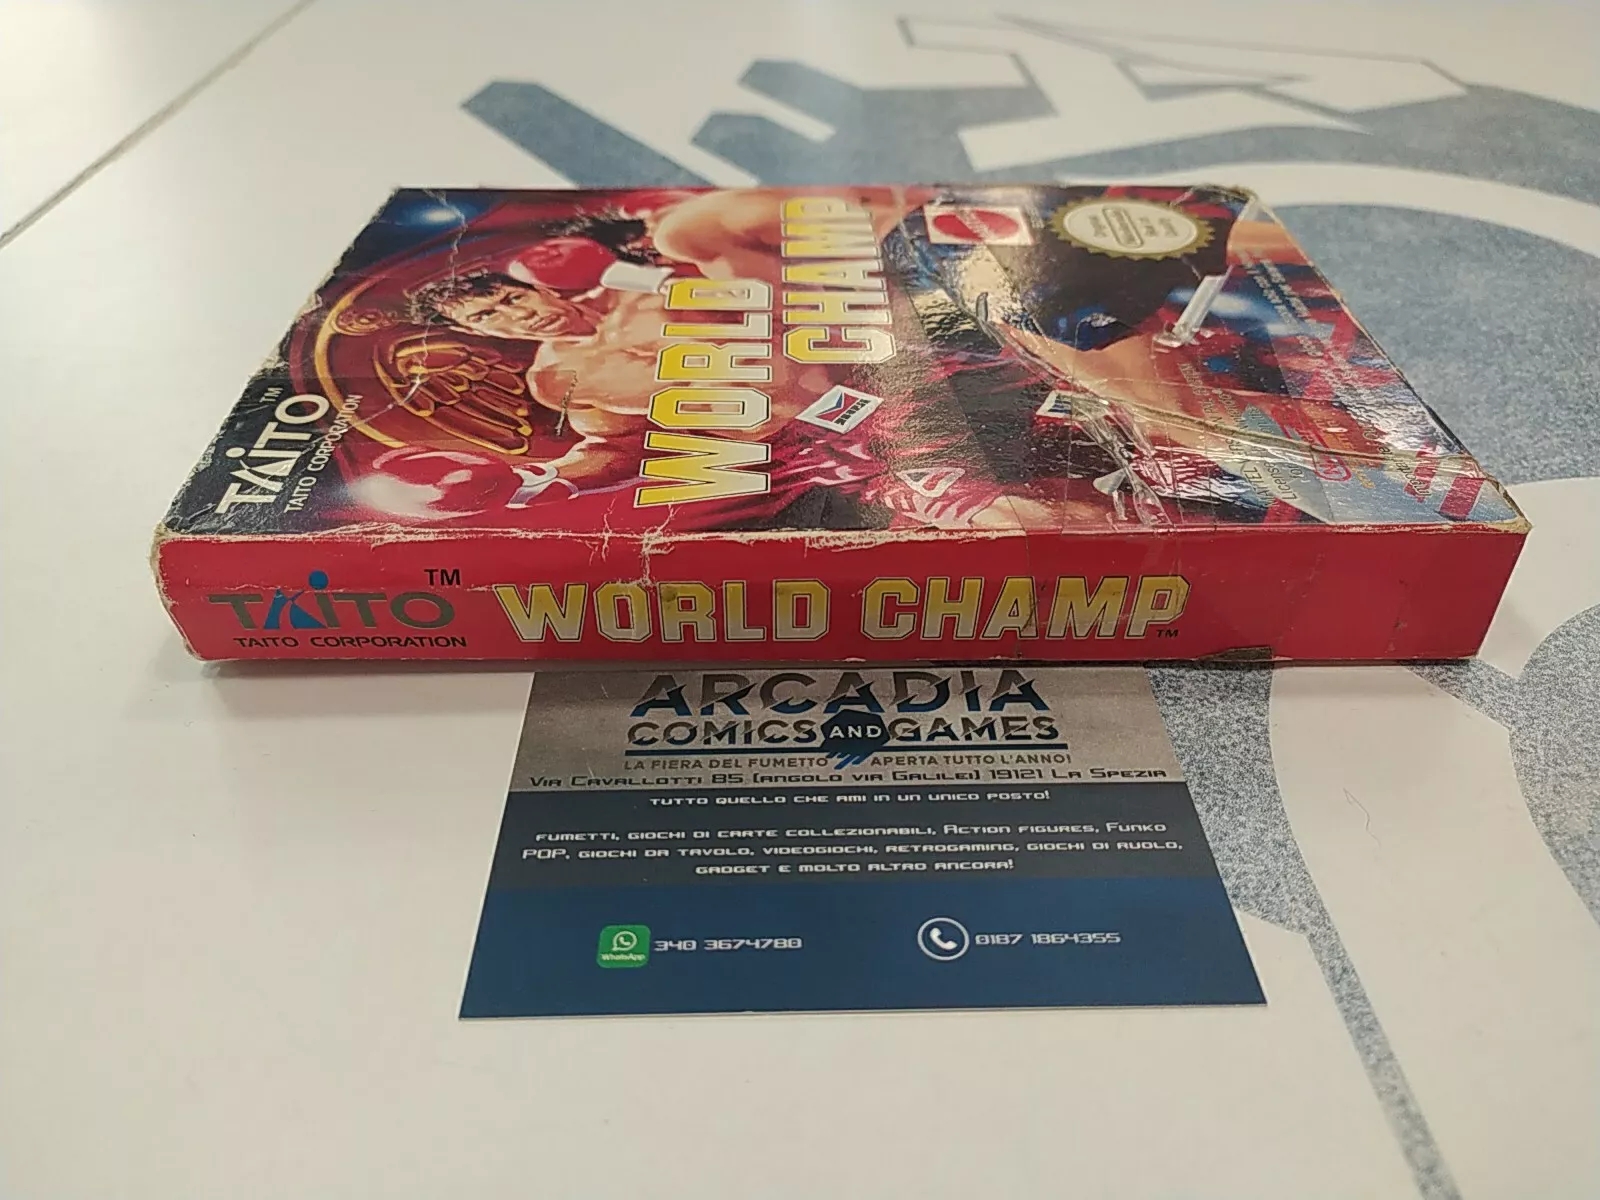 TAITO™
TAITO CORPORATION
WORLD
CHAMP
TAITO™
TAITO CORPORATION
WORLD CHAMP™
ARCADIA
COMICS AND GAMES
LA FIERA DEL FUMETTO APERTA TUTTO L'ANNO!
VIA CAVALLOTTI 85 (ANGOLO VIA GALILEI) 19121 LA SPEZIA
TUTTO QUELLO CHE AMI IN UN UNICO POSTO!
FUMETTI, GIOCHI DI CARTE COLLEZIONABILI, ACTION FIGURES, FUNKO
POP, GIOCHI DA TAVOLO, VIDEOGIOCHI, RETROGAMING, GIOCHI DI RUOLO,
GADGET E MOLTO ALTRO ANCORA!
WhatsApp
340 3674780
0187 1864355